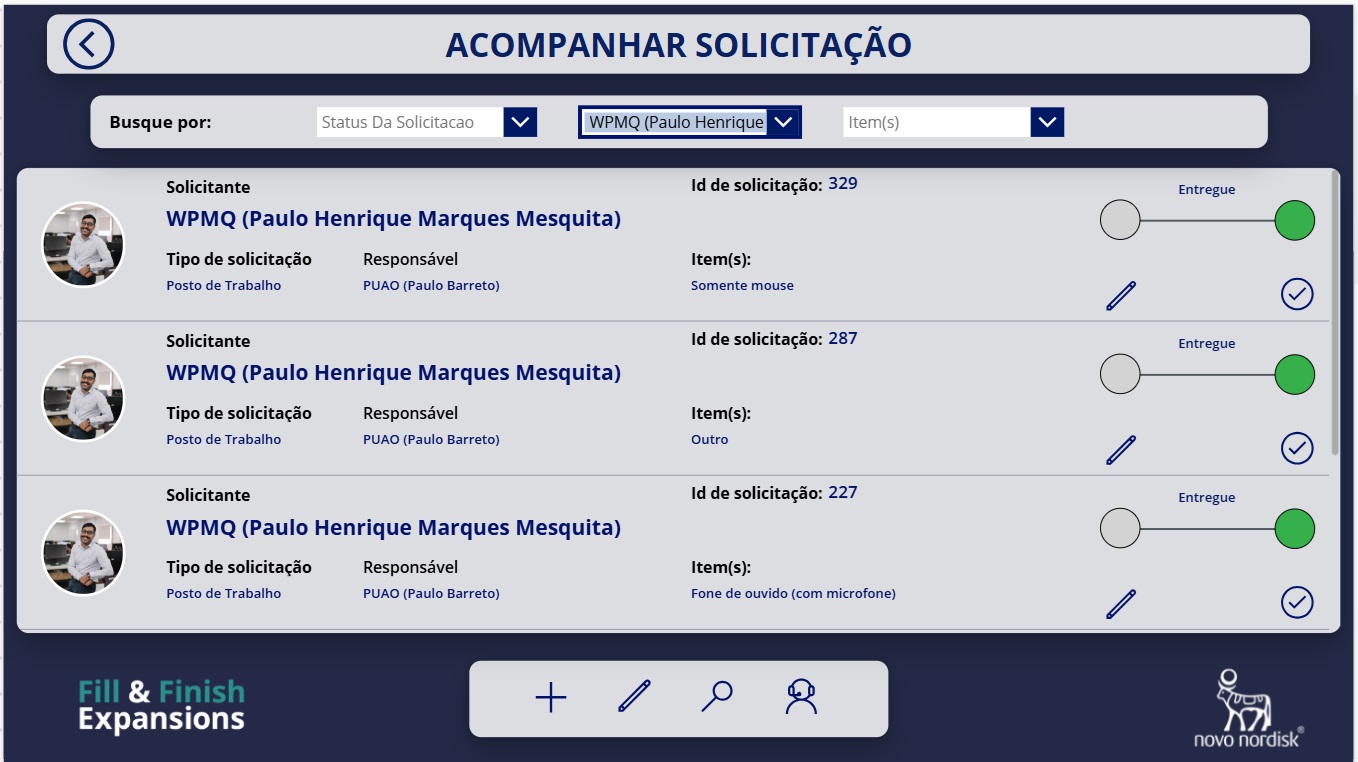 ACOMPANHAR SOLICITAÇÃO
Busque por: Status Da Solicitacao WPMQ (Paulo Henrique Item(s)
Solicitante Id de solicitação: 329 Entregue
WPMQ (Paulo Henrique Marques Mesquita)
Tipo de solicitação Responsável Item(s):
Posto de Trabalho PUAO (Paulo Barreto) Somente mouse
Solicitante Id de solicitação: 287 Entregue
WPMQ (Paulo Henrique Marques Mesquita)
Tipo de solicitação Responsável Item(s):
Posto de Trabalho PUAO (Paulo Barreto) Outro
Solicitante Id de solicitação: 227 Entregue
WPMQ (Paulo Henrique Marques Mesquita)
Tipo de solicitação Responsável Item(s):
Posto de Trabalho PUAO (Paulo Barreto) Fone de ouvido (com microfone)
Fill & Finish
Expansions
novo nordisk®